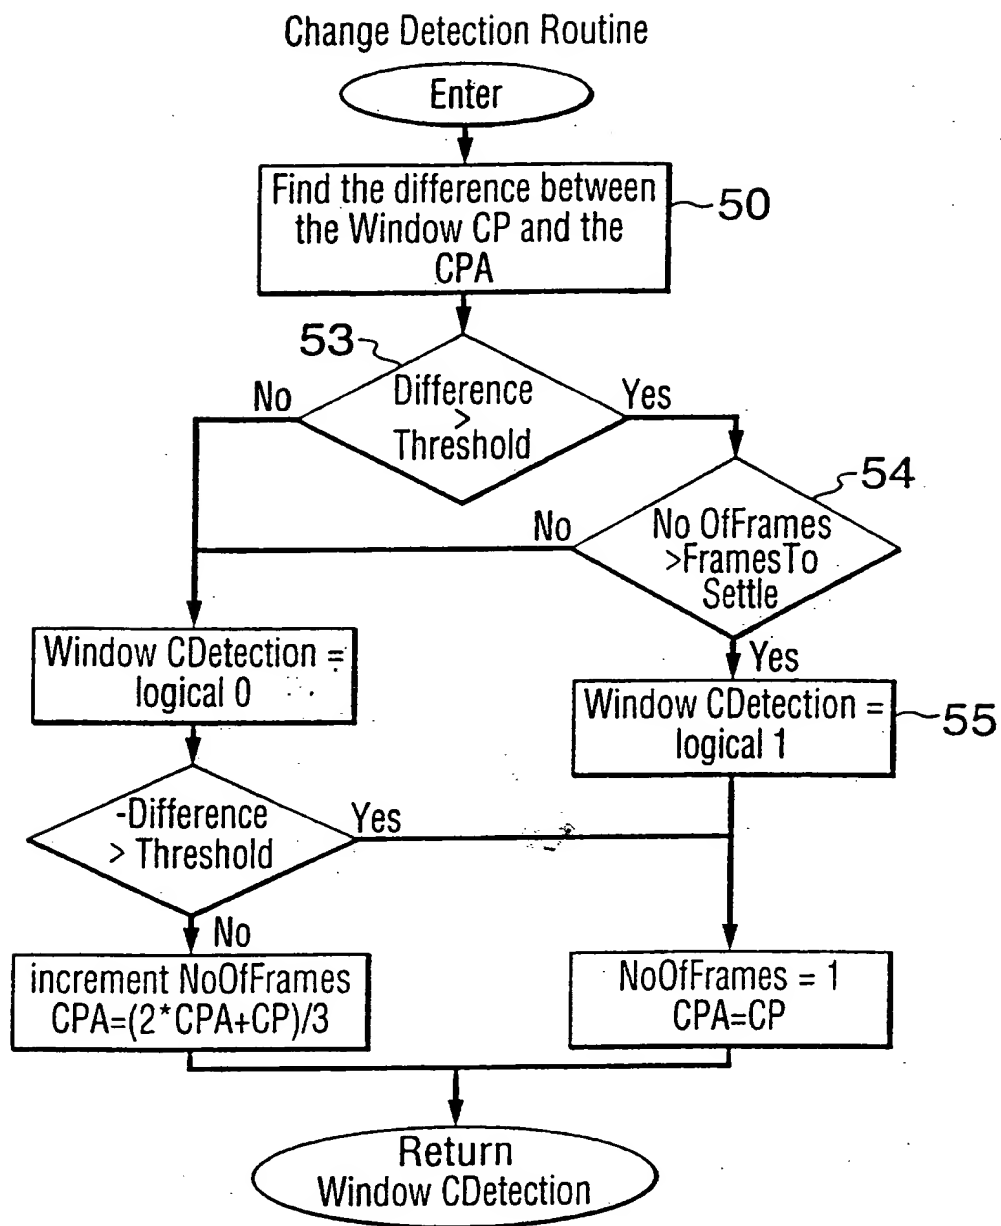 Change Detection Routine
Enter
Find the difference between
the Window CP and the
CPA
50
53
Difference
>
Threshold
No
Yes
54
No OfFrames
>FramesTo
Settle
No
Yes
Window CDetection =
logical 0
Window CDetection =
logical 1
55
-Difference
> Threshold
Yes
No
increment NoOfFrames
CPA=(2*CPA+CP)/3
NoOfFrames = 1
CPA=CP
Return
Window CDetection